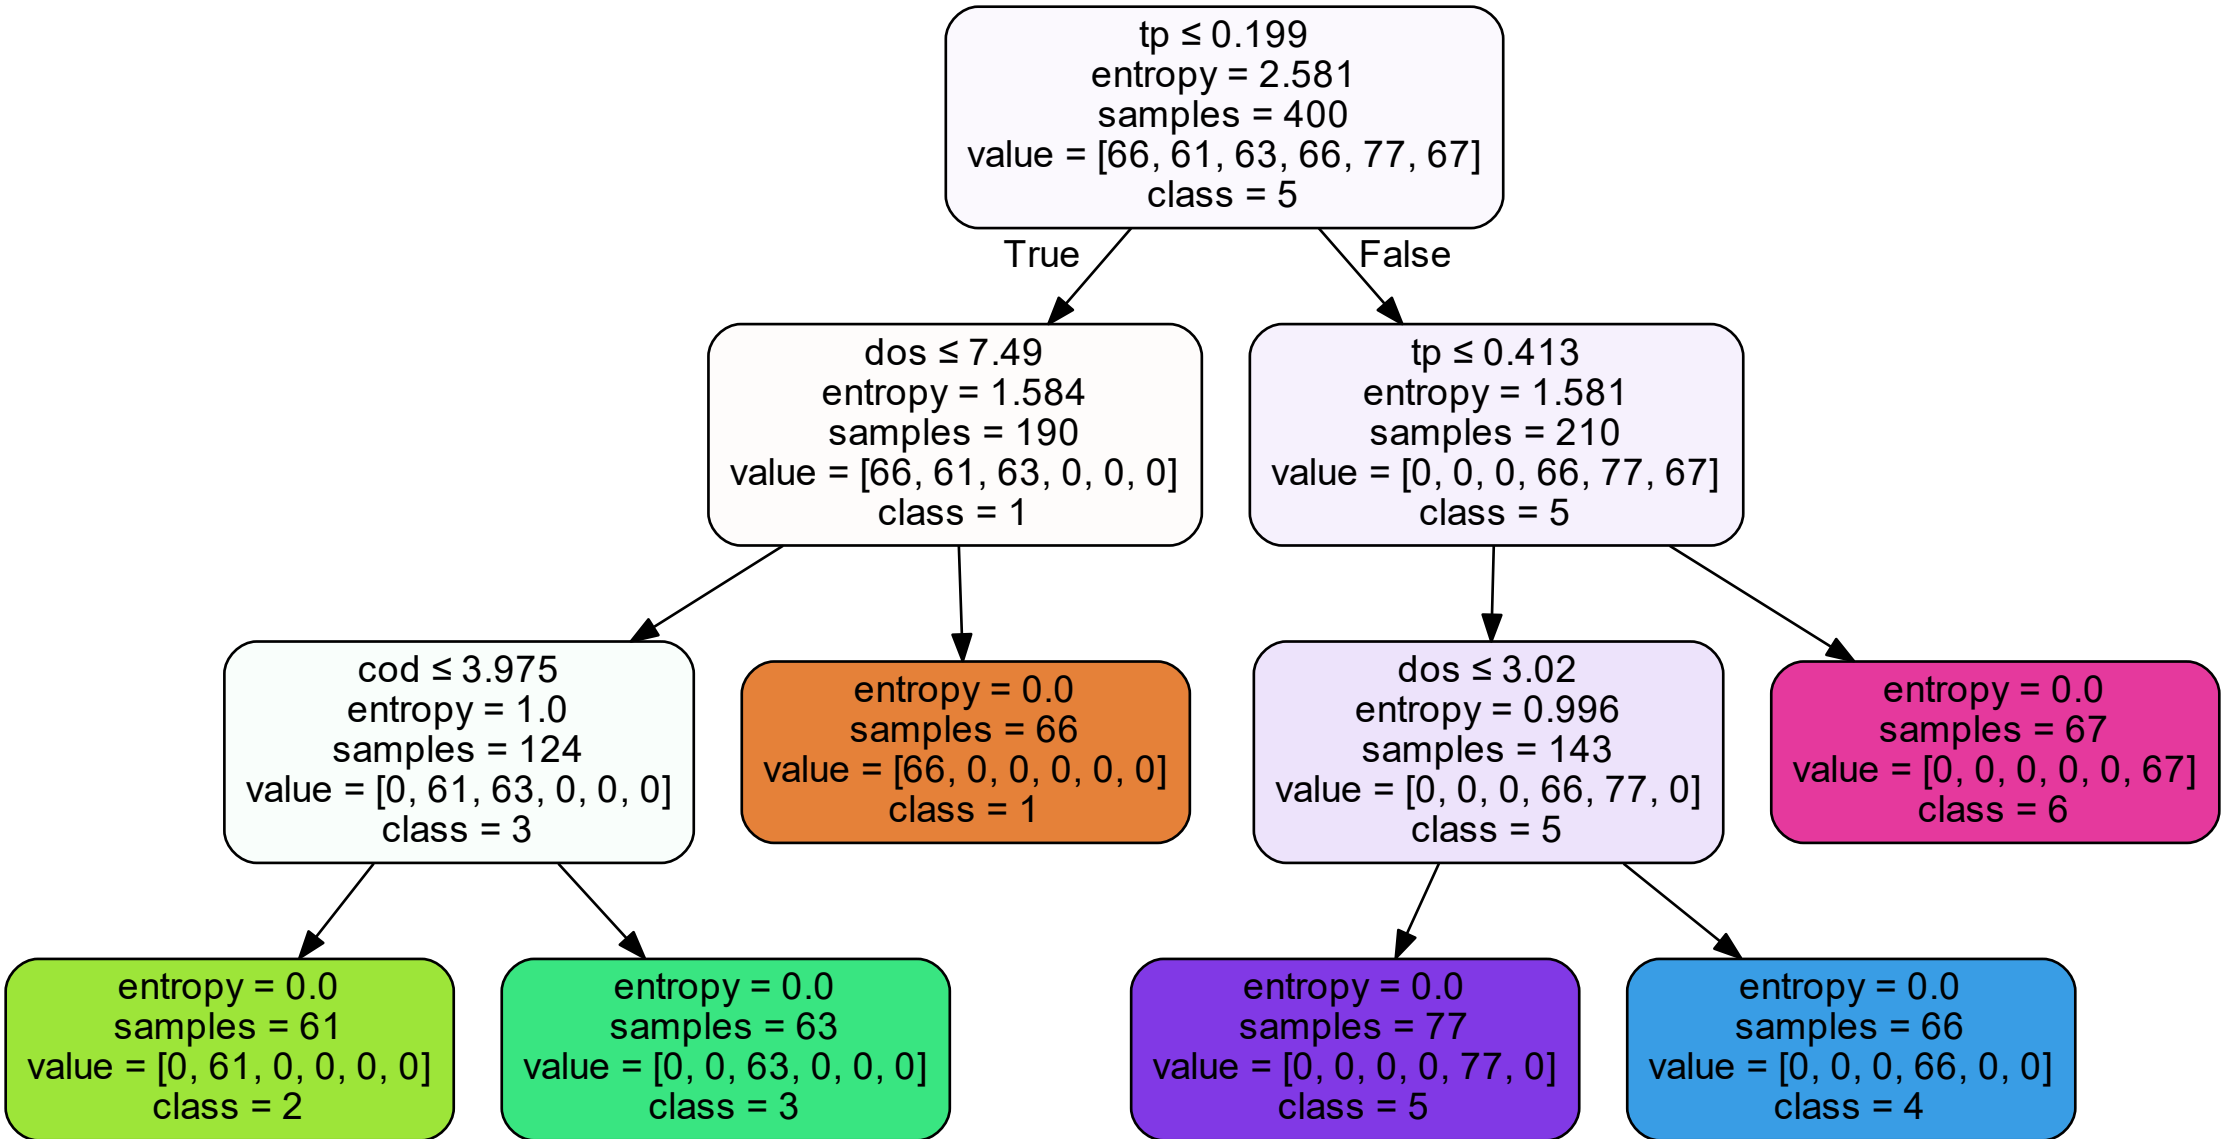 tp ≤ 0.199
entropy = 2.581
samples = 400
value = [66, 61, 63, 66, 77, 67]
class = 5
True
False
dos ≤ 7.49
entropy = 1.584
samples = 190
value = [66, 61, 63, 0, 0, 0]
class = 1
tp ≤ 0.413
entropy = 1.581
samples = 210
value = [0, 0, 0, 66, 77, 67]
class = 5
cod ≤ 3.975
entropy = 1.0
samples = 124
value = [0, 61, 63, 0, 0, 0]
class = 3
entropy = 0.0
samples = 66
value = [66, 0, 0, 0, 0, 0]
class = 1
dos ≤ 3.02
entropy = 0.996
samples = 143
value = [0, 0, 0, 66, 77, 0]
class = 5
entropy = 0.0
samples = 67
value = [0, 0, 0, 0, 0, 67]
class = 6
entropy = 0.0
samples = 61
value = [0, 61, 0, 0, 0, 0]
class = 2
entropy = 0.0
samples = 63
value = [0, 0, 63, 0, 0, 0]
class = 3
entropy = 0.0
samples = 77
value = [0, 0, 0, 0, 77, 0]
class = 5
entropy = 0.0
samples = 66
value = [0, 0, 0, 66, 0, 0]
class = 4